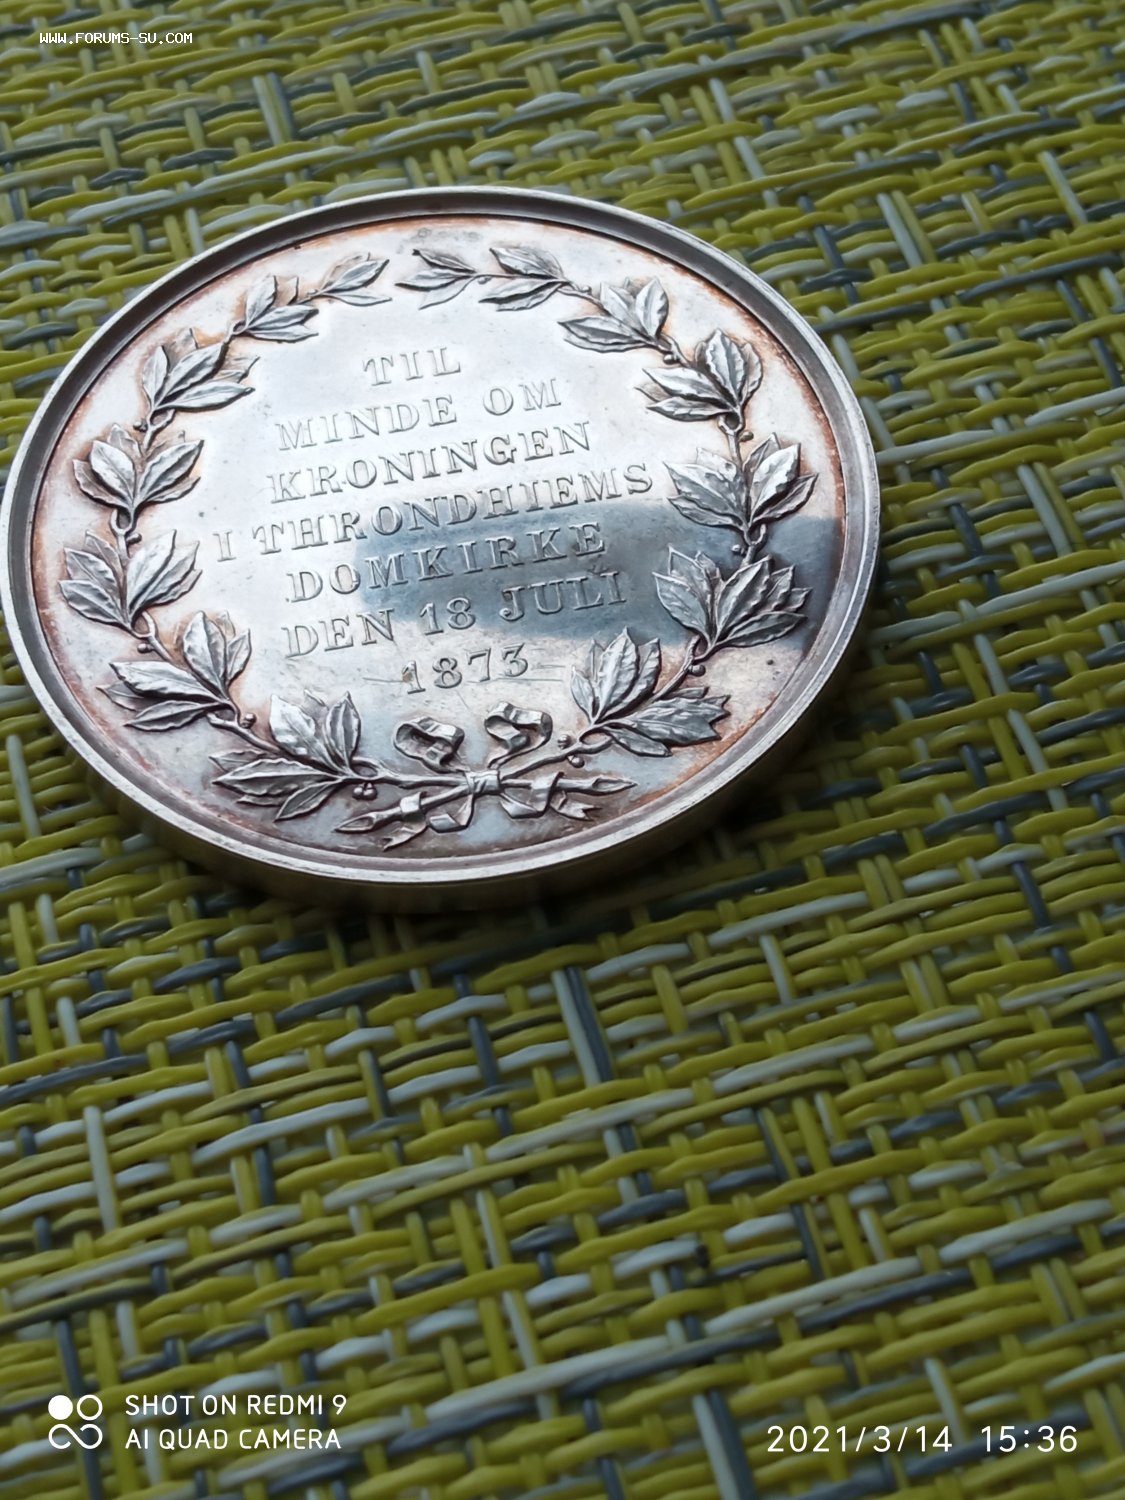 WWW.FORUMS-SU.COM
TIL
MINDE OM
KRONINGEN
I THRONDHIEMS
DOMKIRKE
DEN 18 JULI
1873
SHOT ON REDMI 9
AI QUAD CAMERA
2021/3/14 15:36